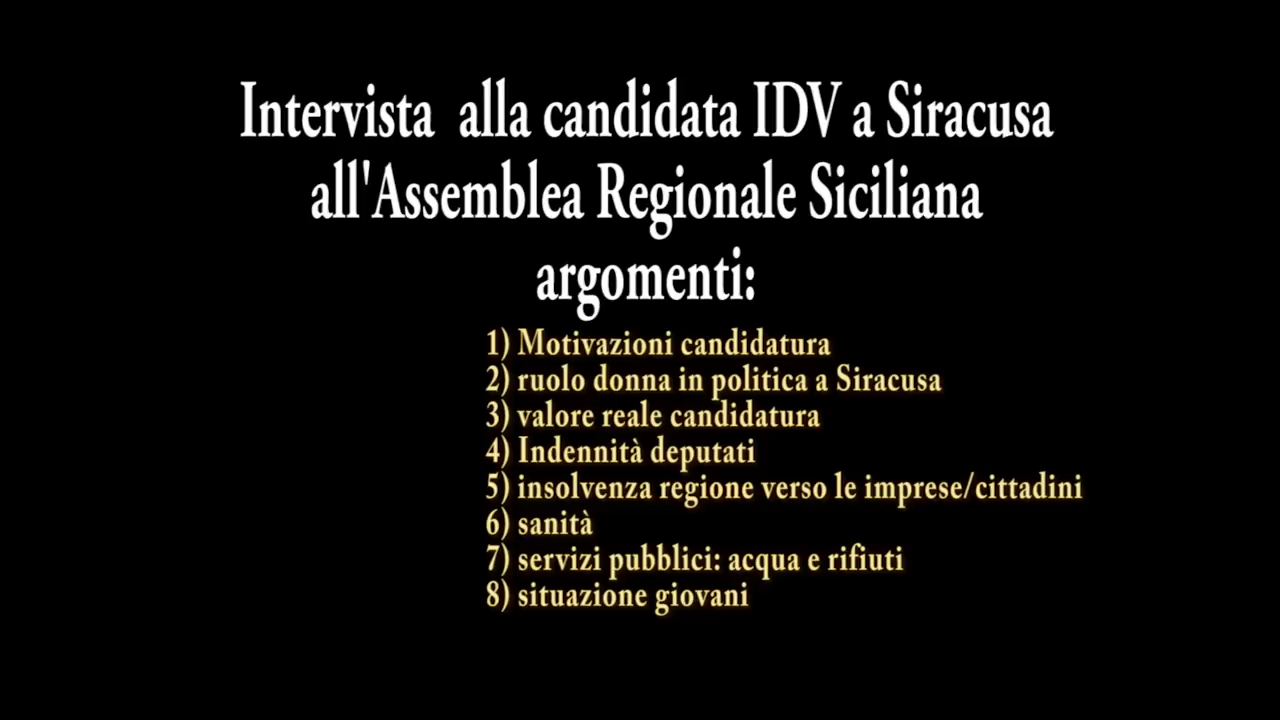 Intervista alla candidata IDV a Siracusa
all'Assemblea Regionale Siciliana
argomenti:
1) Motivazioni candidatura
2) ruolo donna in politica a Siracusa
3) valore reale candidatura
4) Indennità deputati
5) insolvenza regione verso le imprese/cittadini
6) sanità
7) servizi pubblici: acqua e rifiuti
8) situazione giovani